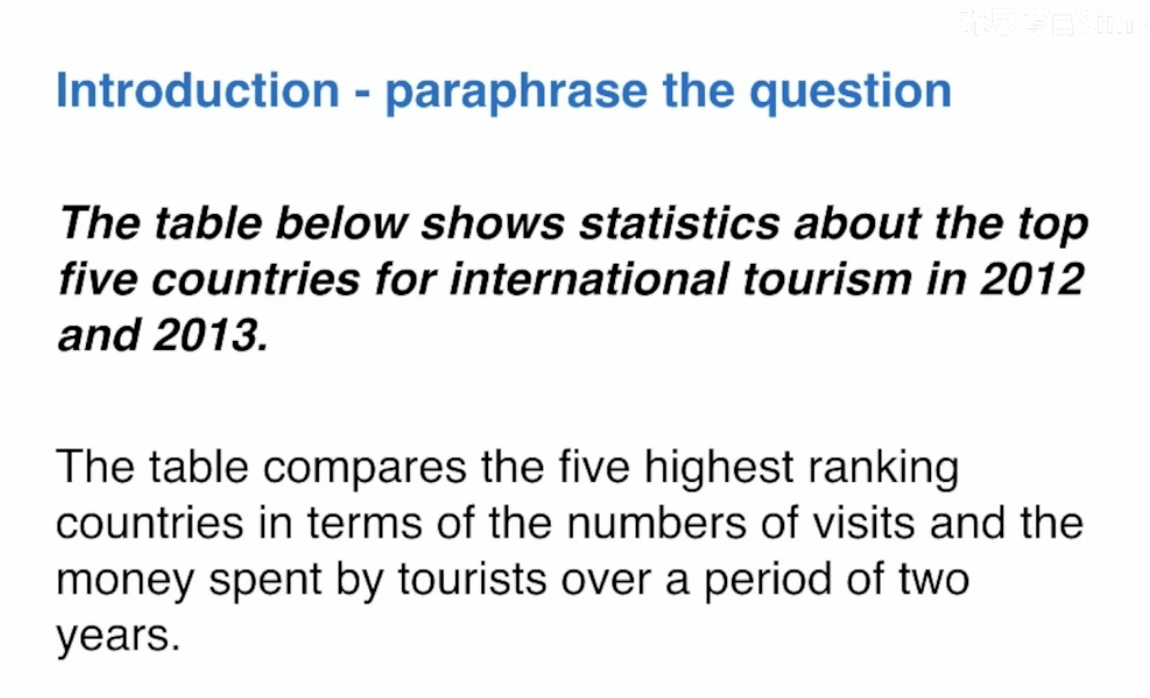 Introduction - paraphrase the question
The table below shows statistics about the top
five countries for international tourism in 2012
and 2013.
The table compares the five highest ranking
countries in terms of the numbers of visits and the
money spent by tourists over a period of two
years.